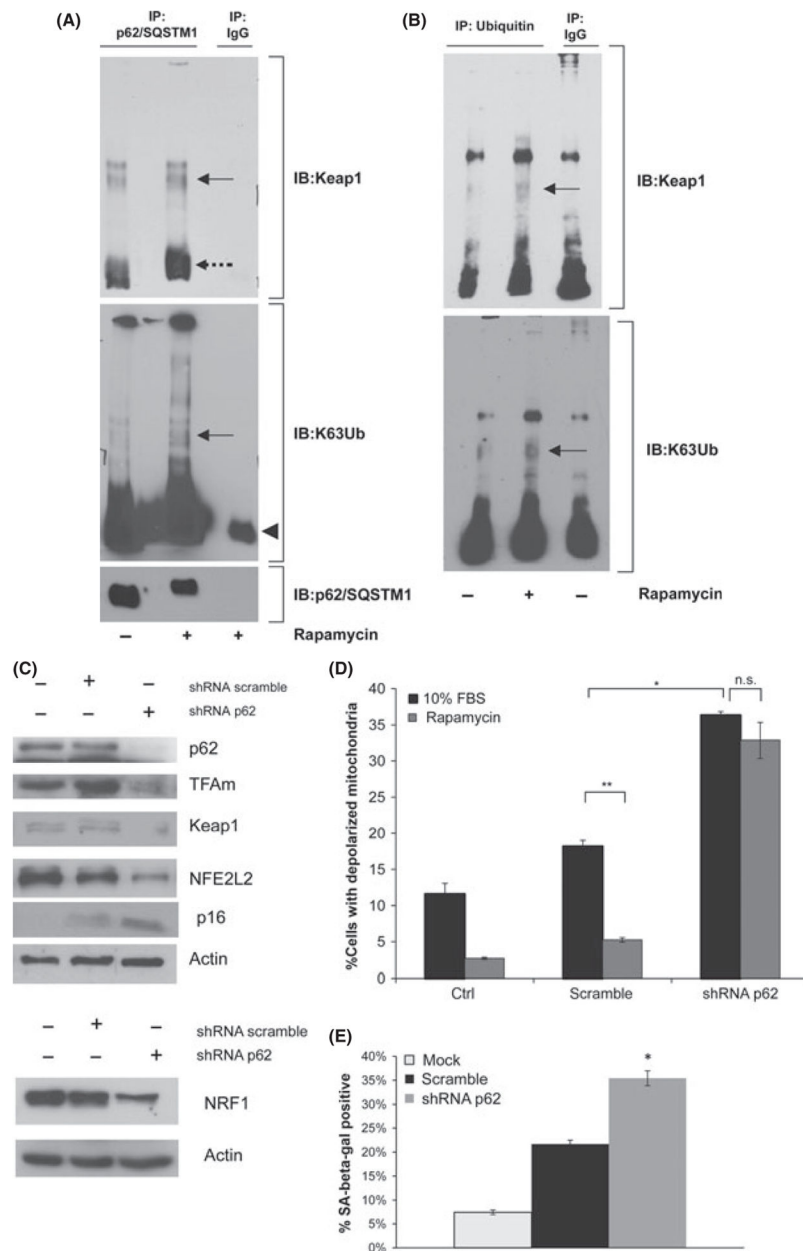 (A)
IP:
p62/SQSTM1
IP:
IgG
IB:Keap1
IB:K63Ub
IB:p62/SQSTM1
– + + Rapamycin
(B)
IP: Ubiquitin
IP:
IgG
IB:Keap1
IB:K63Ub
– + – Rapamycin
(C)
– + – shRNA scramble
– – + shRNA p62
p62
TFAm
Keap1
NFE2L2
p16
Actin
– + – shRNA scramble
– – + shRNA p62
NRF1
Actin
(D)
%Cells with depolarized mitochondria
40
35
30
25
20
15
10
5
0
10% FBS
Rapamycin
**
*
n.s.
Ctrl Scramble shRNA p62
(E)
% SA-beta-gal positive
40%
35%
30%
25%
20%
15%
10%
5%
0%
Mock
Scramble
shRNA p62
*